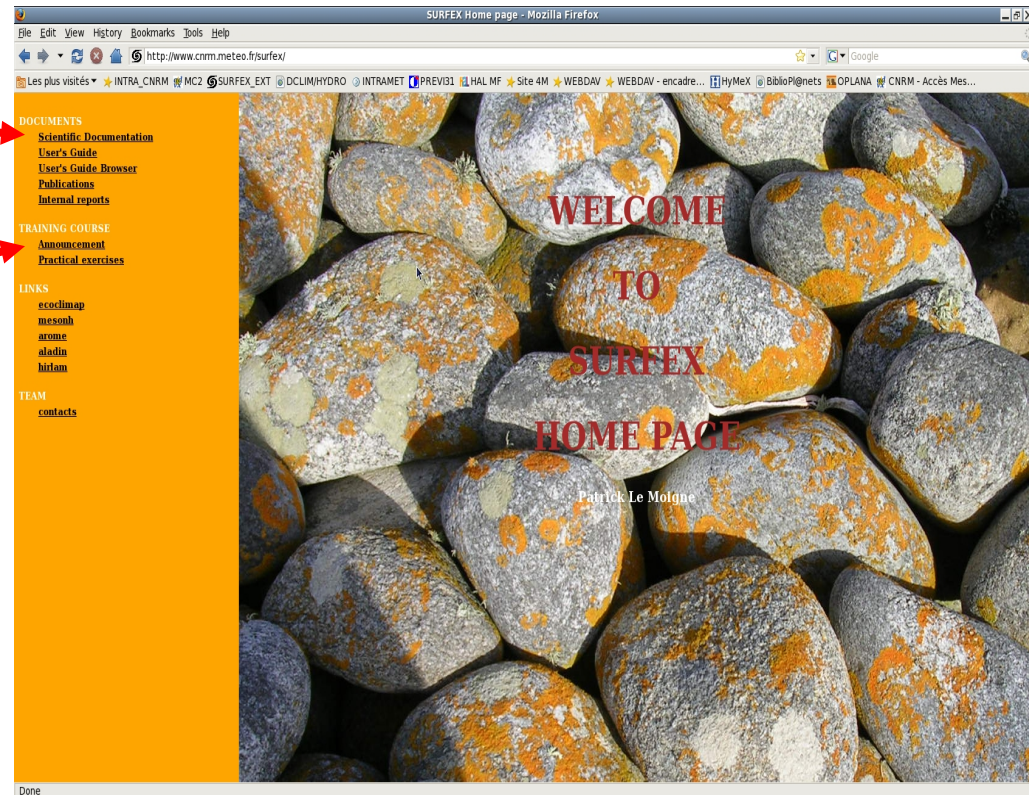 SURFEX Home page - Mozilla Firefox
File Edit View History Bookmarks Tools Help
http://www.cnrm.meteo.fr/surfex/
Google
Les plus visités INTRA_CNRM MC2 SURFEX_EXT DCLIM/HYDRO INTRAMET PREVI31 HAL MF Site 4M WEBDAV WEBDAV - encadre... HyMeX BiblioPl@nets OPLANA CNRM - Accès Mes...
DOCUMENTS
Scientific Documentation
User's Guide
User's Guide Browser
Publications
Internal reports
TRAINING COURSE
Announcement
Practical exercises
LINKS
ecoclimap
mesonh
arome
aladin
hirlam
TEAM
contacts
WELCOME
TO
SURFEX
HOME PAGE
Patrick Le Moigne
Done